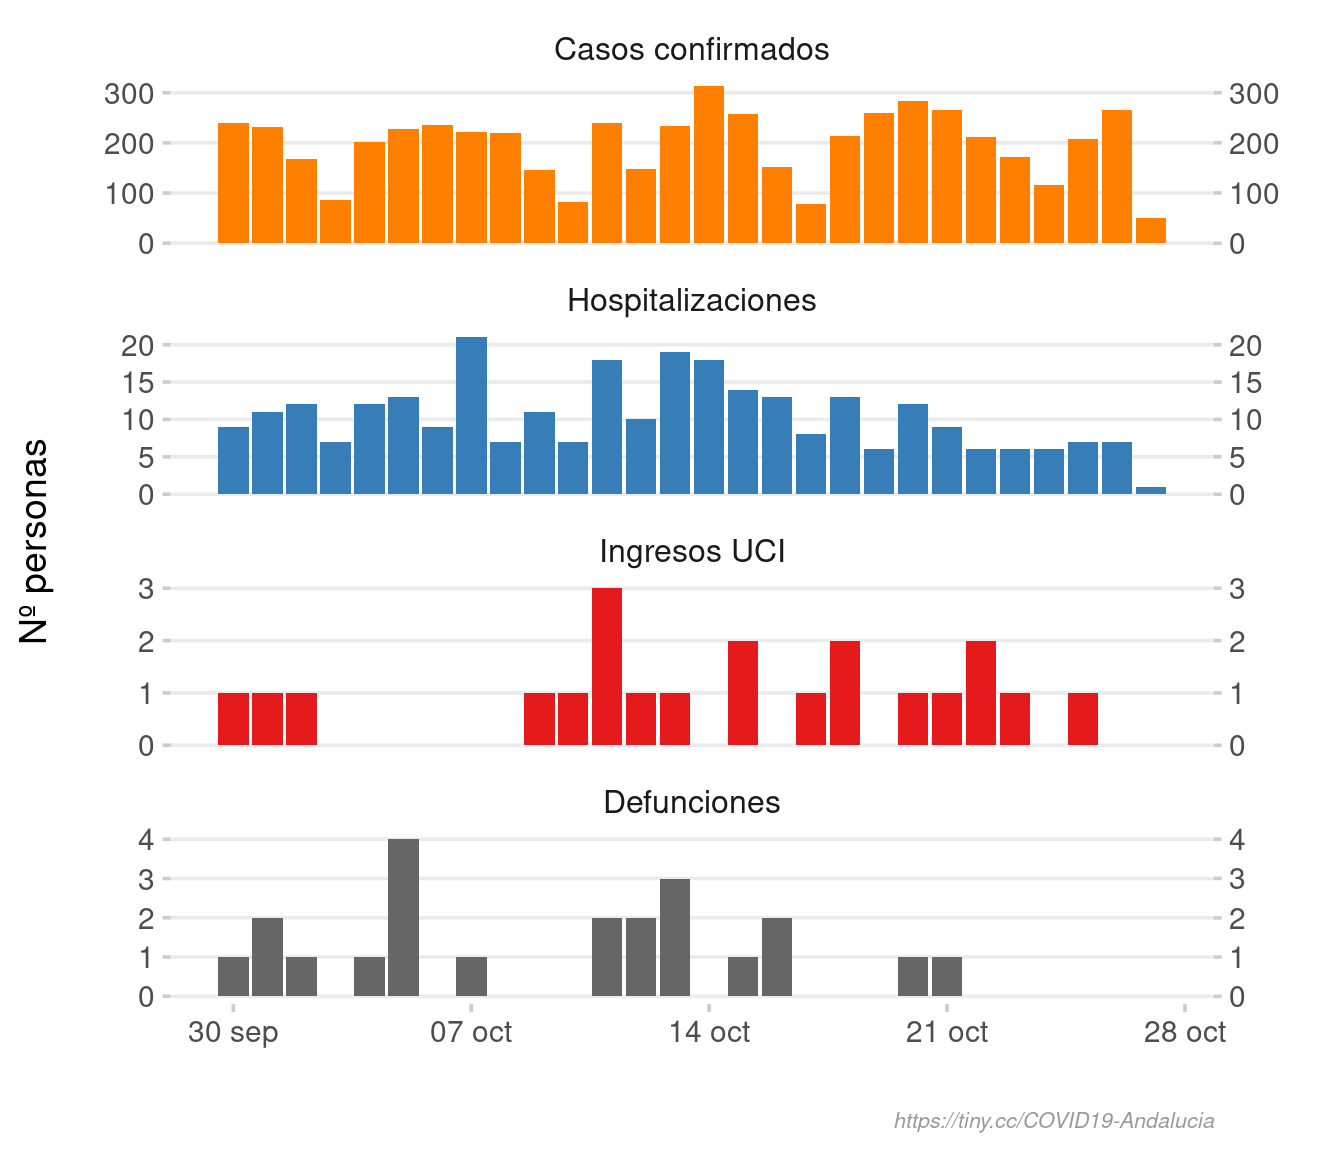 Casos confirmados
300 300
200 200
100 100
0 0
Hospitalizaciones
20 20
15 15
10 10
5 5
0 0
Nº personas
Ingresos UCI
3 3
2 2
1 1
0 0
Defunciones
4 4
3 3
2 2
1 1
0 0
30 sep 07 oct 14 oct 21 oct 28 oct
https://tiny.cc/COVID19-Andalucia